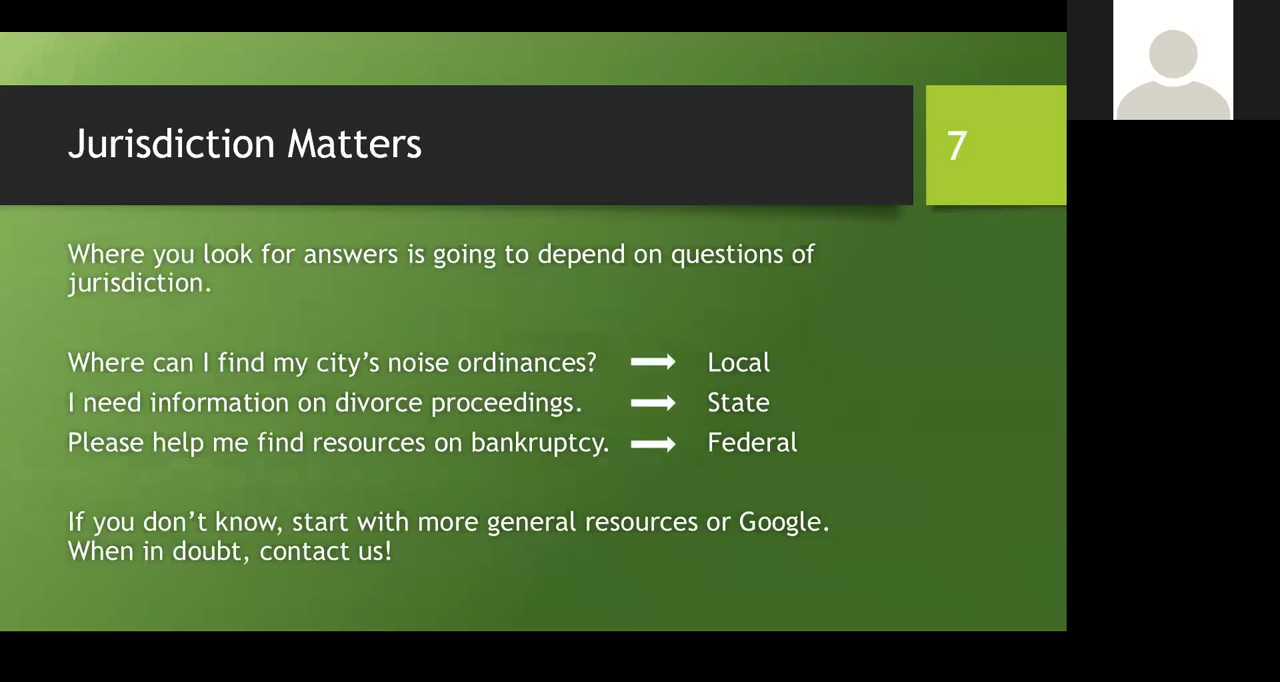 Jurisdiction Matters
7
Where you look for answers is going to depend on questions of
jurisdiction.
Where can I find my city’s noise ordinances? Local
I need information on divorce proceedings. State
Please help me find resources on bankruptcy. Federal
If you don’t know, start with more general resources or Google.
When in doubt, contact us!